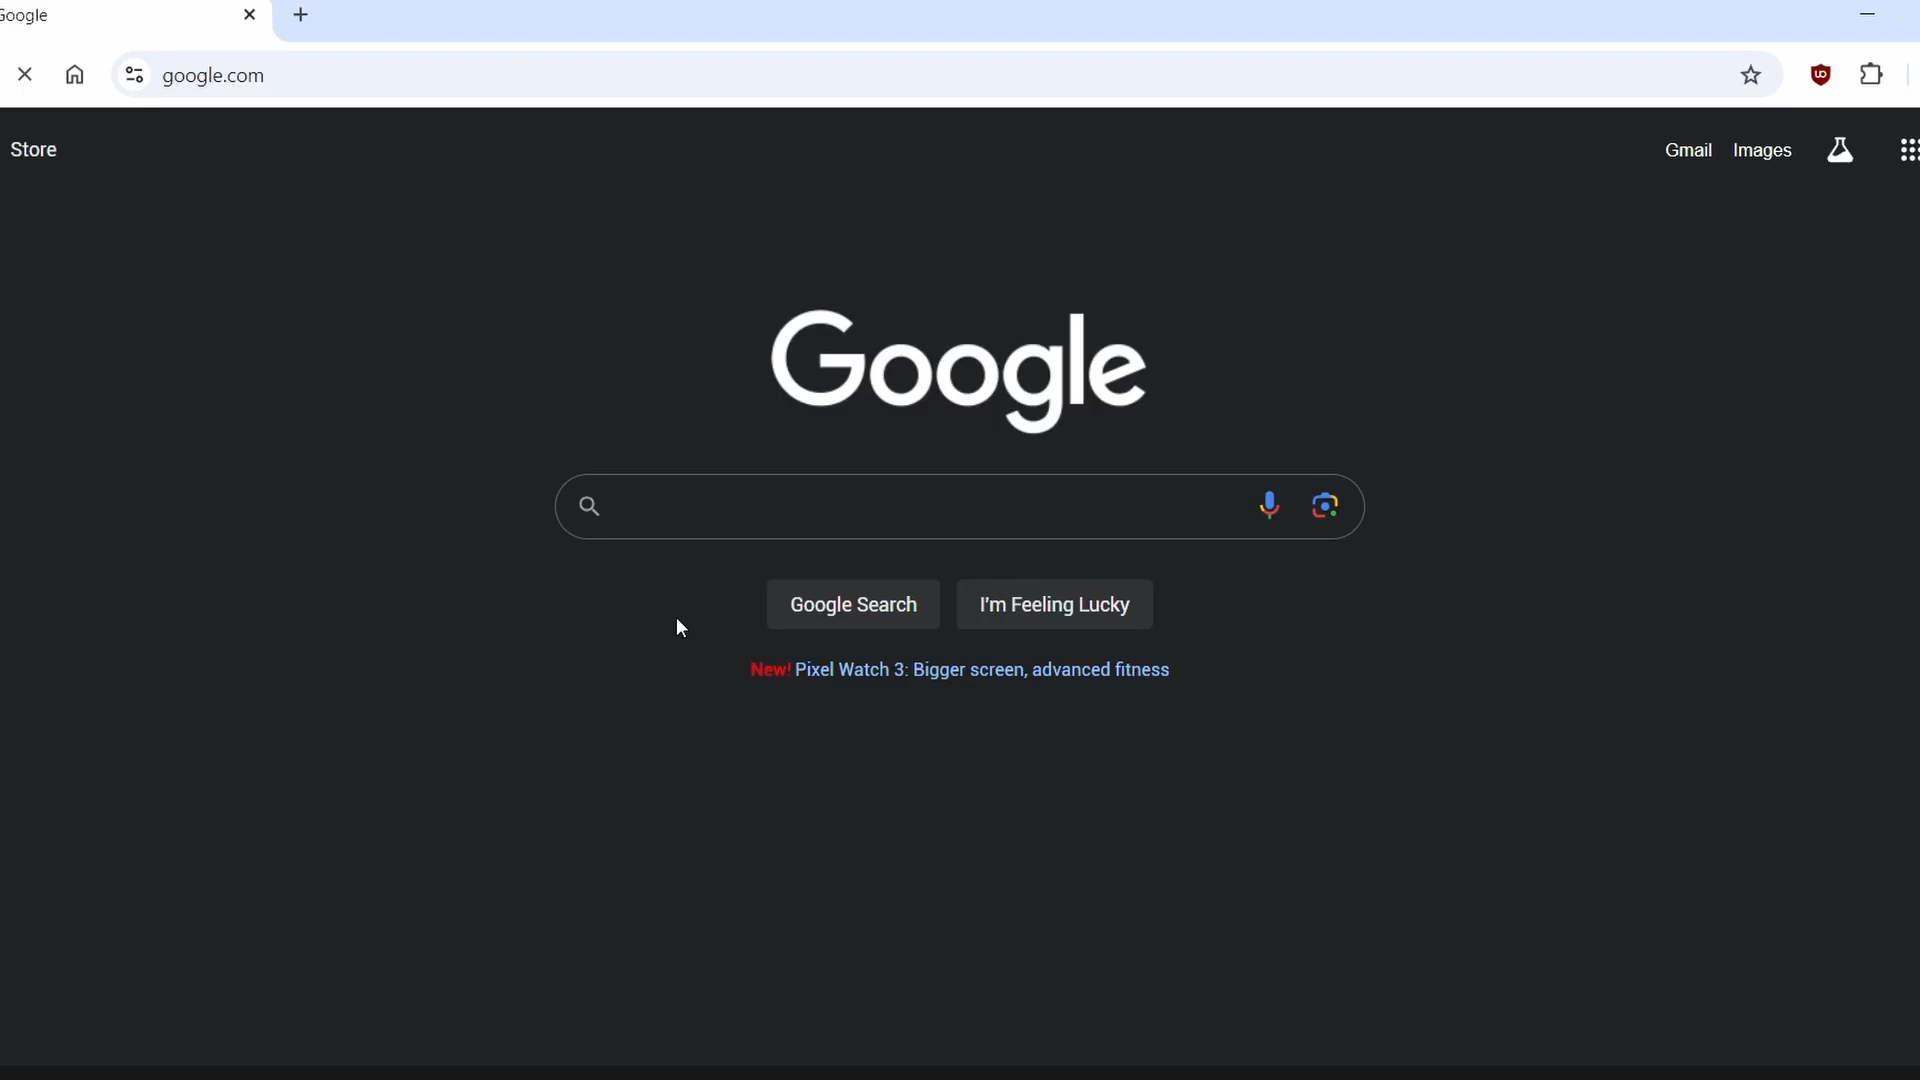 Google
google.com
Store
Gmail Images
Google
Google Search I'm Feeling Lucky
New! Pixel Watch 3: Bigger screen, advanced fitness